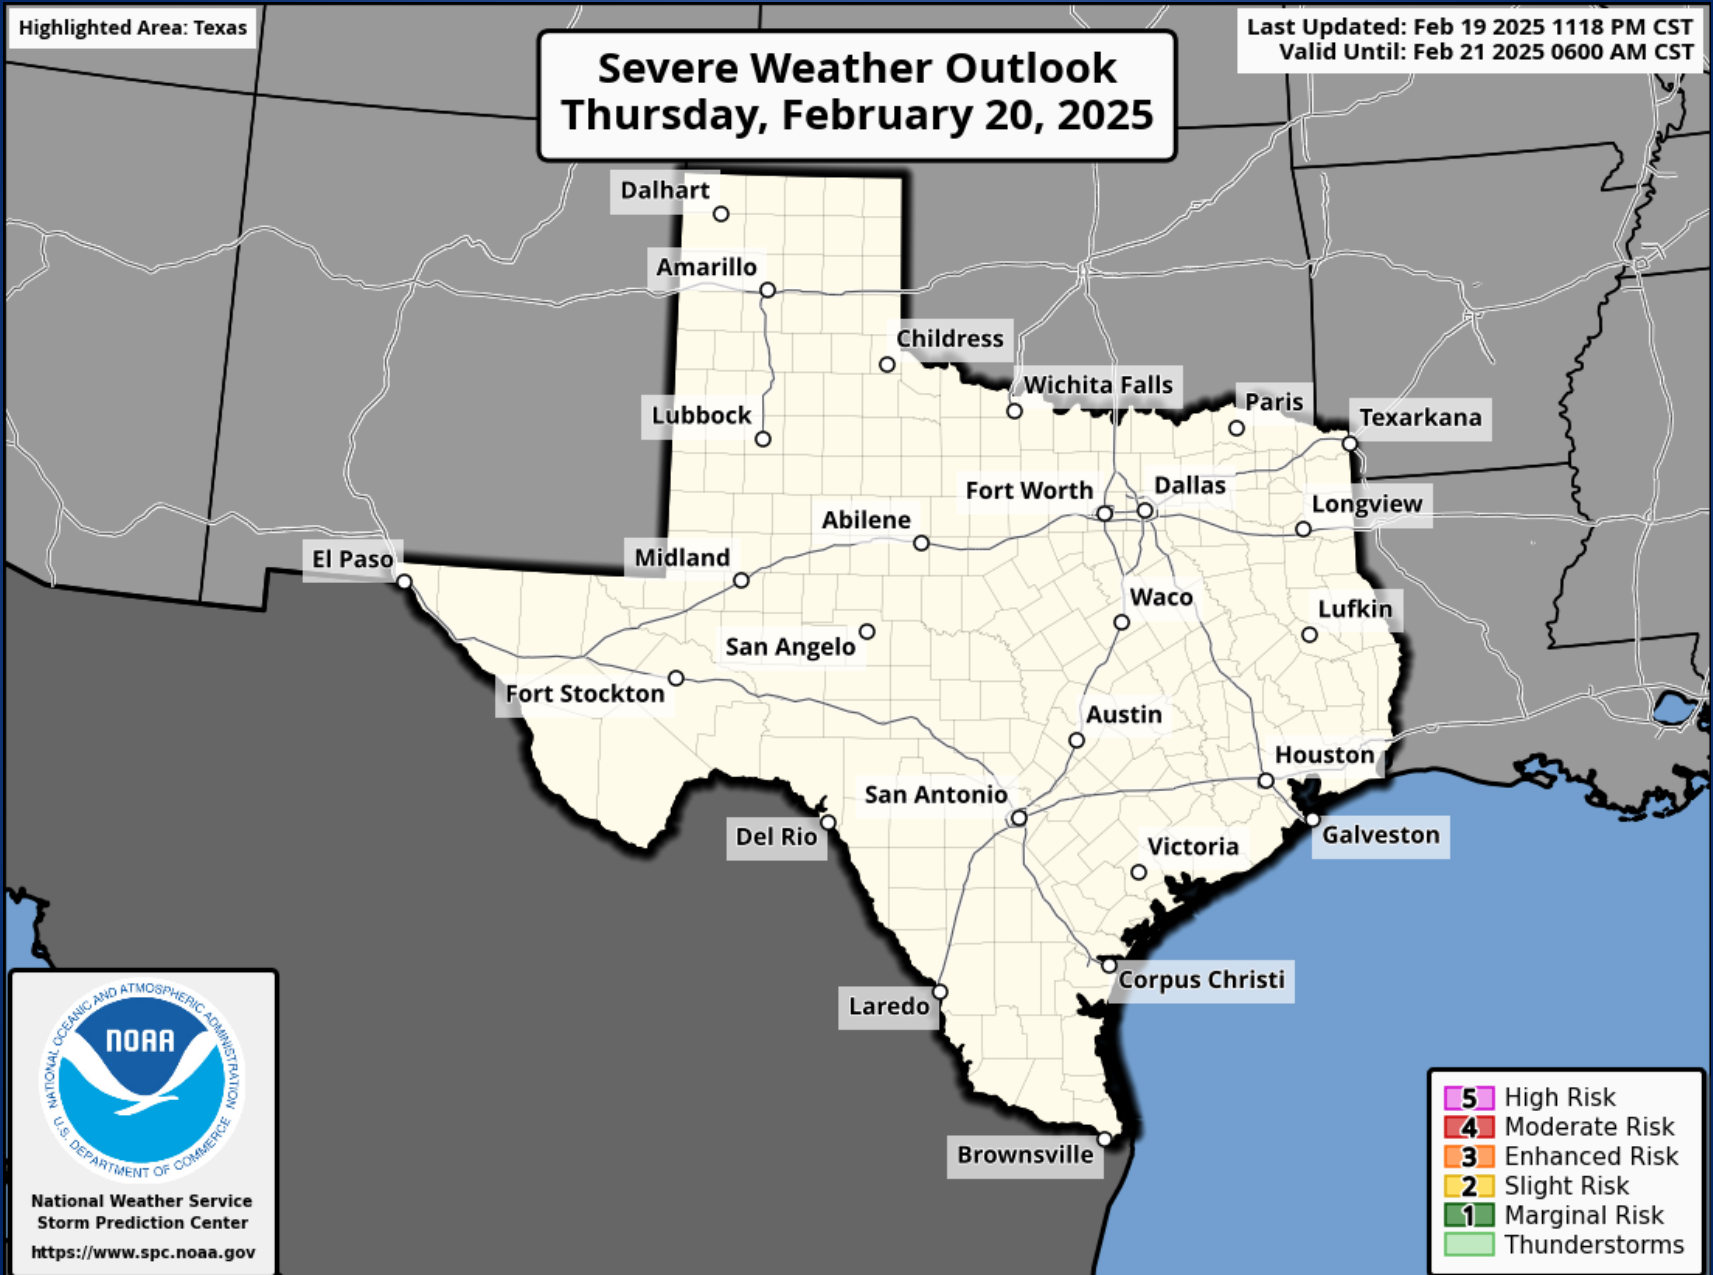 Highlighted Area: Texas
Last Updated: Feb 19 2025 1118 PM CST
Valid Until: Feb 21 2025 0600 AM CST
Severe Weather Outlook
Thursday, February 20, 2025
Dalhart
Amarillo
Childress
Wichita Falls
Paris
Texarkana
Lubbock
Fort Worth
Dallas
Longview
Abilene
El Paso
Midland
Waco
Lufkin
San Angelo
Fort Stockton
Austin
Houston
San Antonio
Del Rio
Galveston
Victoria
Corpus Christi
Laredo
Brownsville
NATIONAL OCEANIC AND ATMOSPHERIC ADMINISTRATION
NOAA
U.S. DEPARTMENT OF COMMERCE
National Weather Service
Storm Prediction Center
https://www.spc.noaa.gov
5 High Risk
4 Moderate Risk
3 Enhanced Risk
2 Slight Risk
1 Marginal Risk
Thunderstorms